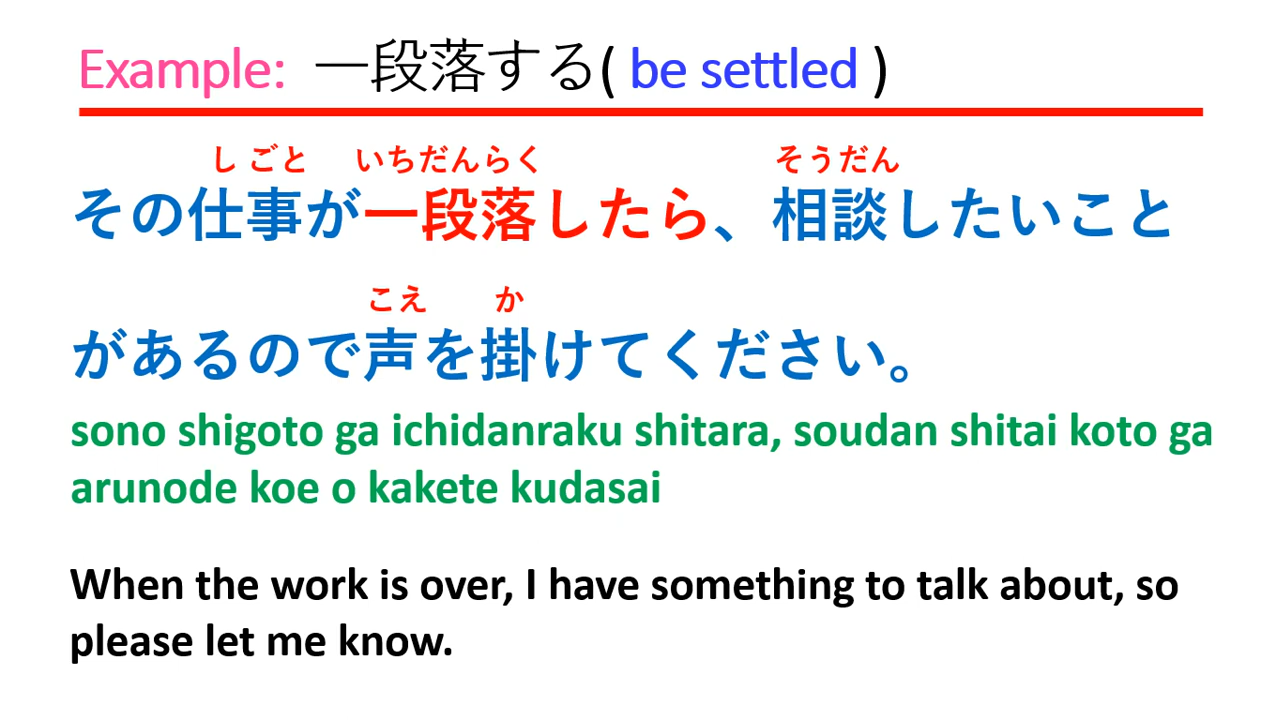 Example: 一段落する( be settled )
しごと いちだんらく そうだん
その仕事が一段落したら、相談したいこと
こえ か
があるので声を掛けてください。
sono shigoto ga ichidanraku shitara, soudan shitai koto ga
arunode koe o kakete kudasai
When the work is over, I have something to talk about, so
please let me know.